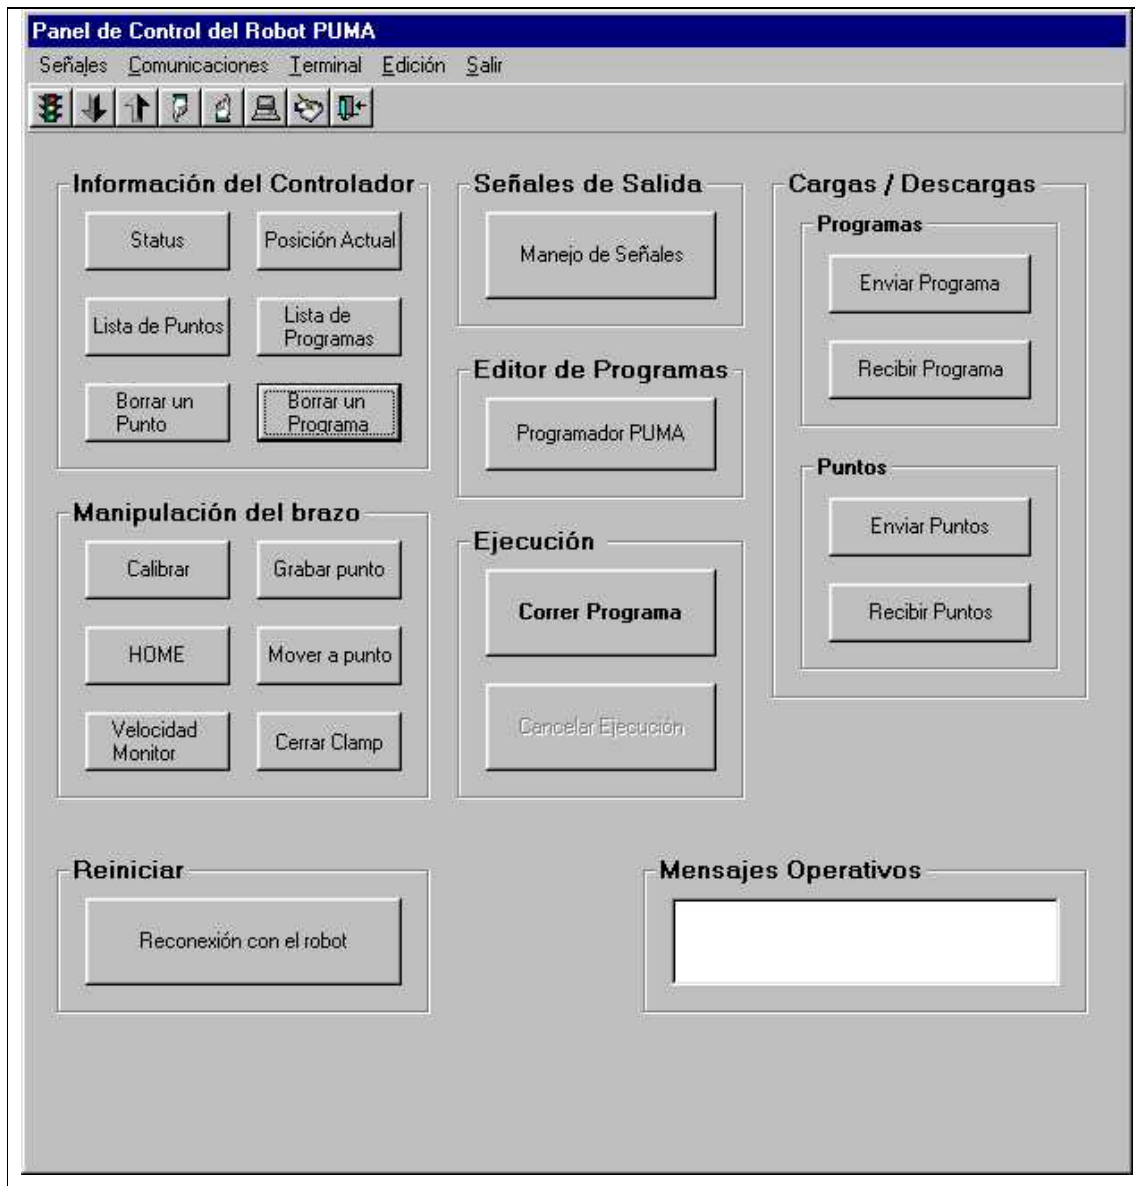 Panel de Control del Robot PUMA
Señales Comunicaciones Terminal Edición Salir
Información del Controlador
Status
Posición Actual
Lista de Puntos
Lista de
Programas
Borrar un
Punto
Borrar un
Programa
Manipulación del brazo
Calibrar
Grabar punto
HOME
Mover a punto
Velocidad
Monitor
Cerrar Clamp
Reiniciar
Reconexión con el robot
Señales de Salida
Manejo de Señales
Editor de Programas
Programador PUMA
Ejecución
Correr Programa
Cancelar Ejecución
Cargas / Descargas
Programas
Enviar Programa
Recibir Programa
Puntos
Enviar Puntos
Recibir Puntos
Mensajes Operativos